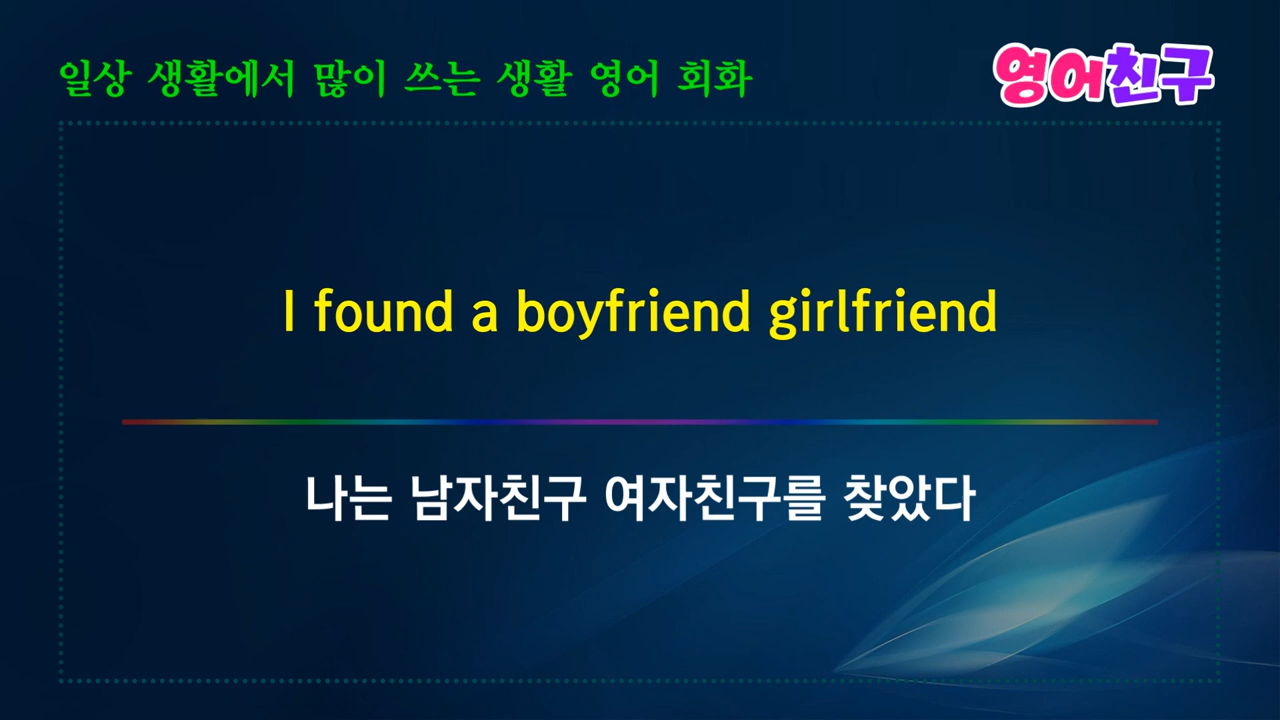 일상 생활에서 많이 쓰는 생활 영어 회화
영어친구
I found a boyfriend girlfriend
나는 남자친구 여자친구를 찾았다